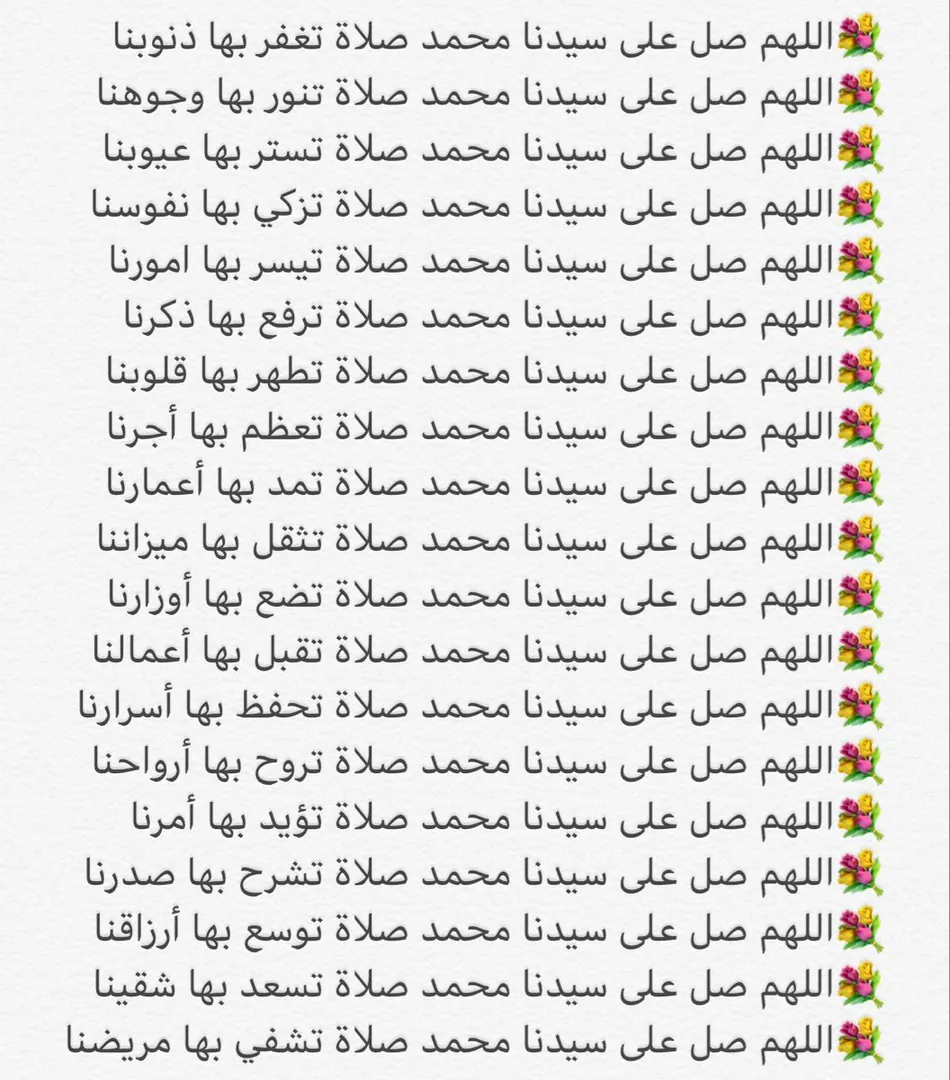 💐اللهم صل على سيدنا محمد صلاة تغفر بها ذنوبنا
💐اللهم صل على سيدنا محمد صلاة تنور بها وجوهنا
💐اللهم صل على سيدنا محمد صلاة تستر بها عيوبنا
💐اللهم صل على سيدنا محمد صلاة تزكي بها نفوسنا
💐اللهم صل على سيدنا محمد صلاة تيسر بها امورنا
💐اللهم صل على سيدنا محمد صلاة ترفع بها ذكرنا
💐اللهم صل على سيدنا محمد صلاة تطهر بها قلوبنا
💐اللهم صل على سيدنا محمد صلاة تعظم بها أجرنا
💐اللهم صل على سيدنا محمد صلاة تمد بها أعمارنا
💐اللهم صل على سيدنا محمد صلاة تثقل بها ميزاننا
💐اللهم صل على سيدنا محمد صلاة تضع بها أوزارنا
💐اللهم صل على سيدنا محمد صلاة تقبل بها أعمالنا
💐اللهم صل على سيدنا محمد صلاة تحفظ بها أسرارنا
💐اللهم صل على سيدنا محمد صلاة تروح بها أرواحنا
💐اللهم صل على سيدنا محمد صلاة تؤيد بها أمرنا
💐اللهم صل على سيدنا محمد صلاة تشرح بها صدرنا
💐اللهم صل على سيدنا محمد صلاة توسع بها أرزاقنا
💐اللهم صل على سيدنا محمد صلاة تسعد بها شقينا
💐اللهم صل على سيدنا محمد صلاة تشفي بها مريضنا